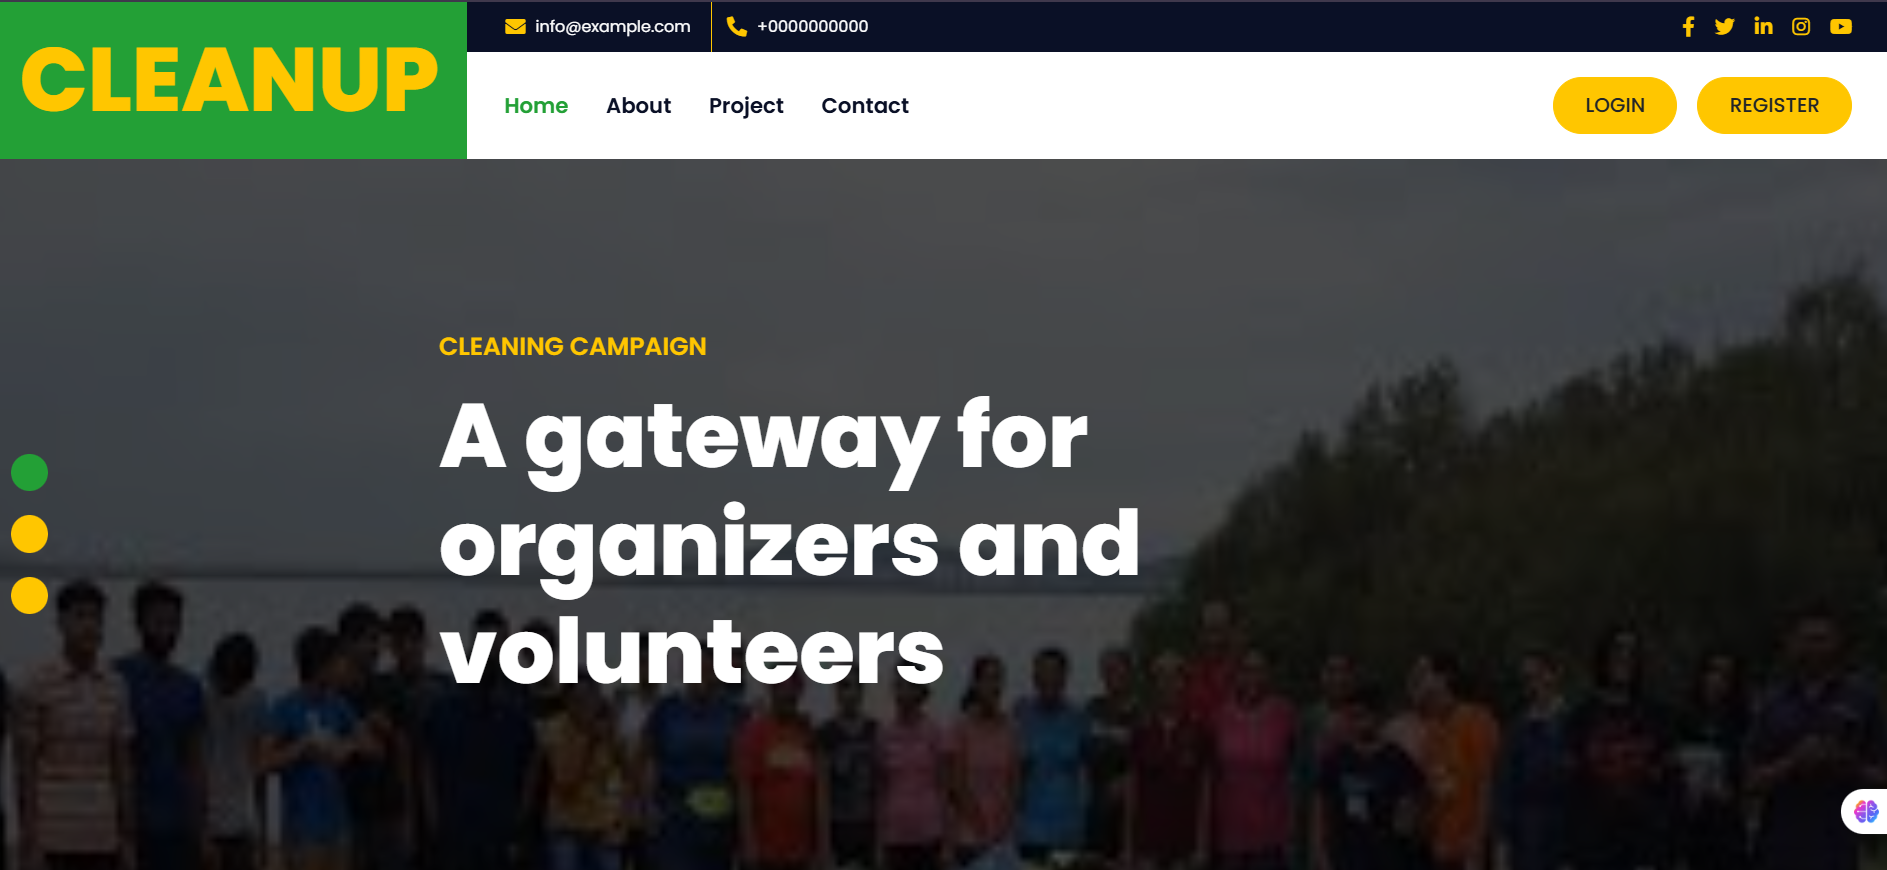 CLEANUP
info@example.com
+0000000000
Home
About
Project
Contact
LOGIN
REGISTER
CLEANING CAMPAIGN
A gateway for
organizers and
volunteers